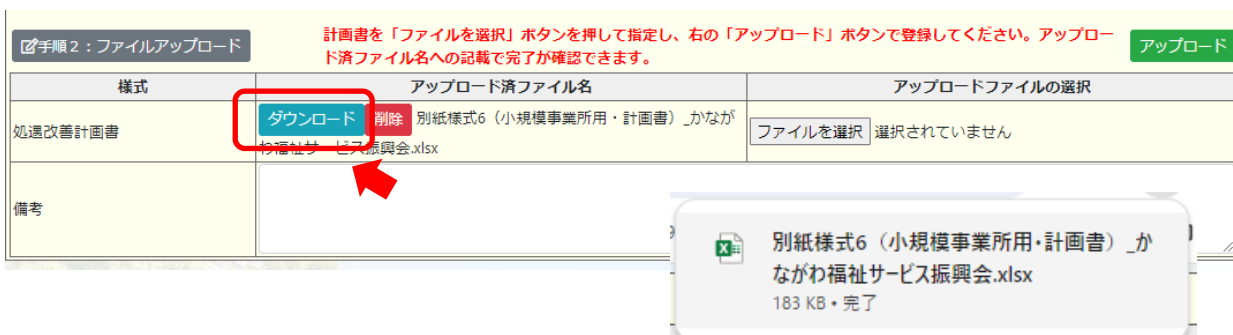 手順２：ファイルアップロード
計画書を「ファイルを選択」ボタンを押して指定し、右の「アップロード」ボタンで登録してください。アップロー
ド済ファイル名への記載で完了が確認できます。
アップロード
様式
アップロード済ファイル名
アップロードファイルの選択
処遇改善計画書
ダウンロード 削除 別紙様式6（小規模事業所用・計画書）_かなが
わ福祉サービス振興会.xlsx
ファイルを選択 選択されていません
備考
別紙様式6（小規模事業所用・計画書）_か
ながわ福祉サービス振興会.xlsx
183 KB • 完了